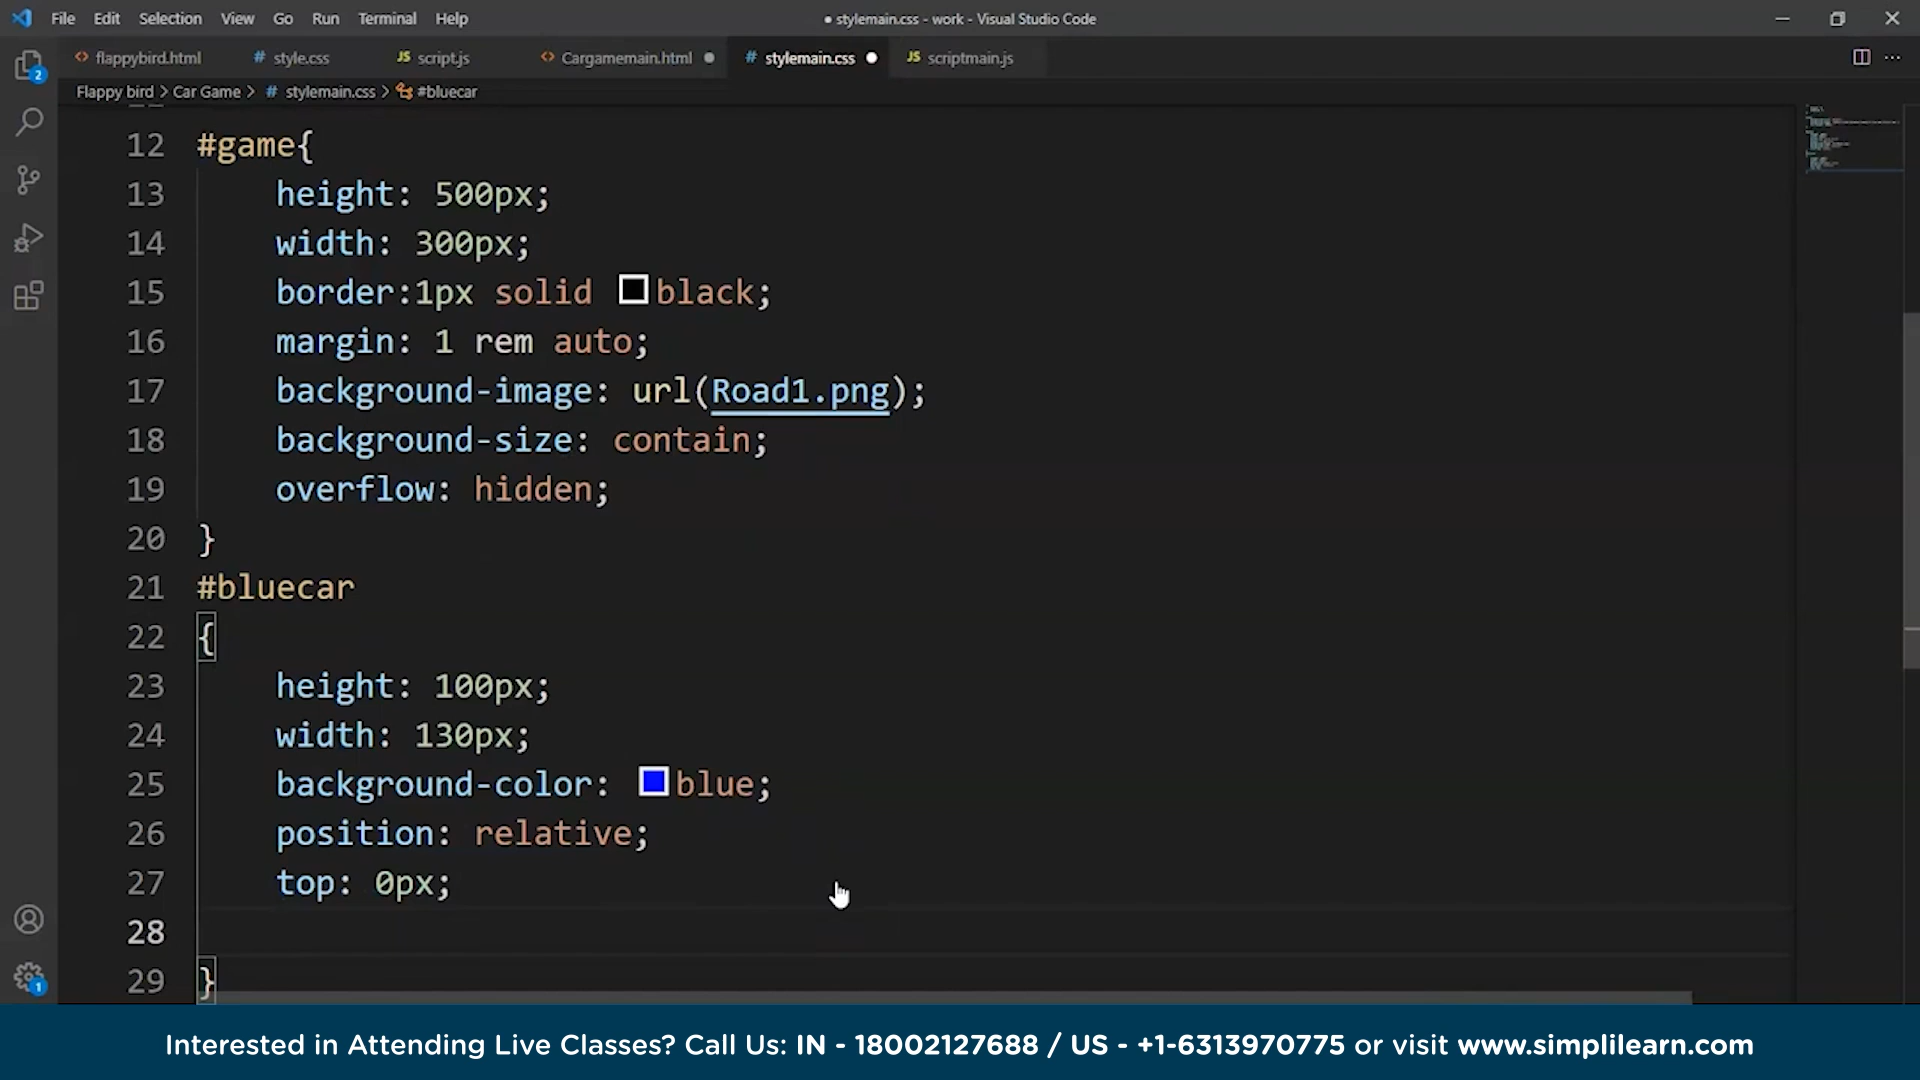 File Edit Selection View Go Run Terminal Help
● stylemain.css - work - Visual Studio Code
flappybird.html # style.css JS script.js Cargamemain.html # stylemain.css JS scriptmain.js
Flappy bird > Car Game > # stylemain.css > #bluecar
12 #game{
13 height: 500px;
14 width: 300px;
15 border:1px solid black;
16 margin: 1 rem auto;
17 background-image: url(Road1.png);
18 background-size: contain;
19 overflow: hidden;
20 }
21 #bluecar
22 {
23 height: 100px;
24 width: 130px;
25 background-color: blue;
26 position: relative;
27 top: 0px;
28
29 }
2
1
Interested in Attending Live Classes? Call Us: IN - 18002127688 / US - +1-6313970775 or visit www.simplilearn.com